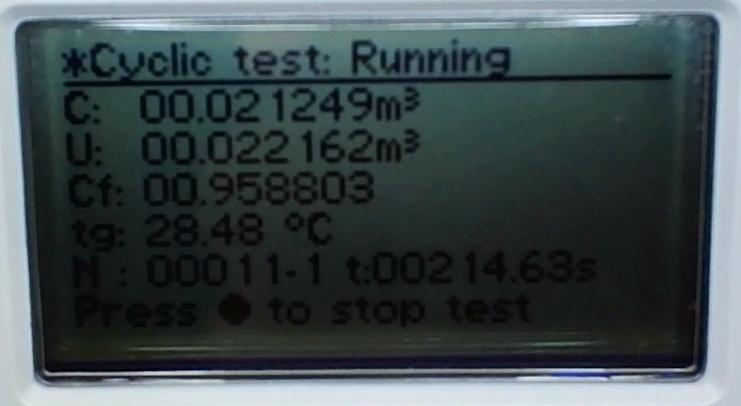 *Cyclic test: Running
C: 00.021249m³
U: 00.022162m³
Cf: 00.958803
tg: 28.48 °C
N : 00011-1 t:00214.63s
Press ● to stop test